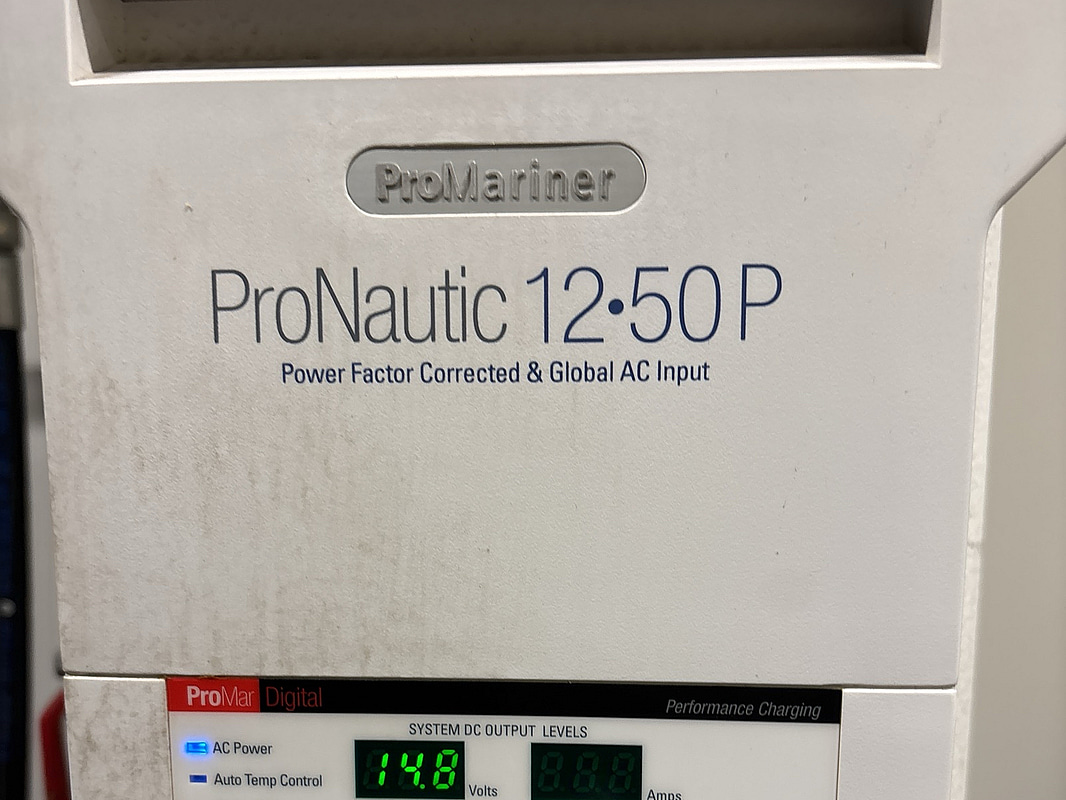 ProMariner
ProNautic 12•50 P
Power Factor Corrected & Global AC Input
ProMar Digital
Performance Charging
SYSTEM DC OUTPUT LEVELS
AC Power
14.8 Volts
Amps
Auto Temp Control